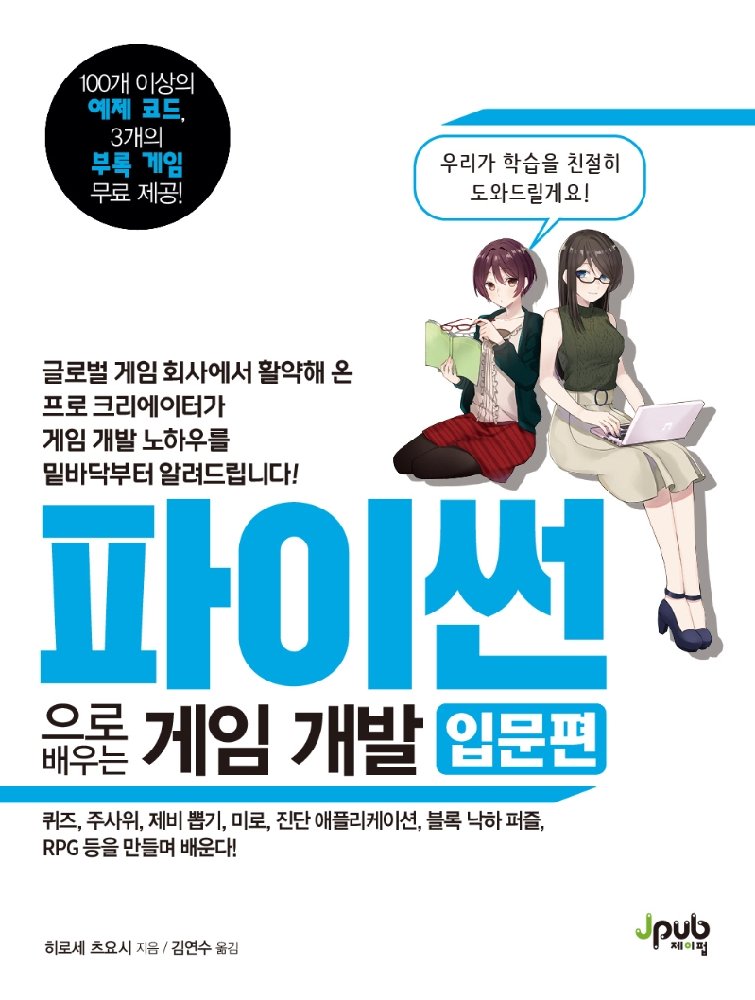 100개 이상의
예제 코드,
3개의
부록 게임
무료 제공!
우리가 학습을 친절히
도와드릴게요!
글로벌 게임 회사에서 활약해 온
프로 크리에이터가
게임 개발 노하우를
밑바닥부터 알려드립니다!
파이썬
으로
배우는
게임 개발 입문편
퀴즈, 주사위, 제비 뽑기, 미로, 진단 애플리케이션, 블록 낙하 퍼즐,
RPG 등을 만들며 배운다!
히로세 츠요시 지음 / 김연수 옮김
Jpub
제이펍